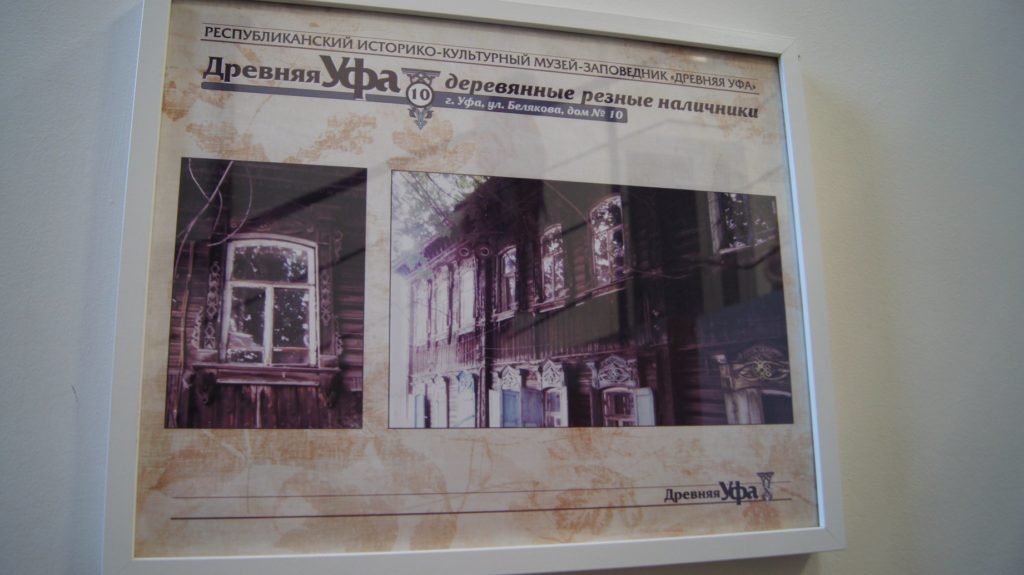 РЕСПУБЛИКАНСКИЙ ИСТОРИКО-КУЛЬТУРНЫЙ МУЗЕЙ-ЗАПОВЕДНИК «ДРЕВНЯЯ УФА»
Древняя Уфа 10 деревянные резные наличники
г. Уфа, ул. Белякова, дом № 10
Древняя Уфа